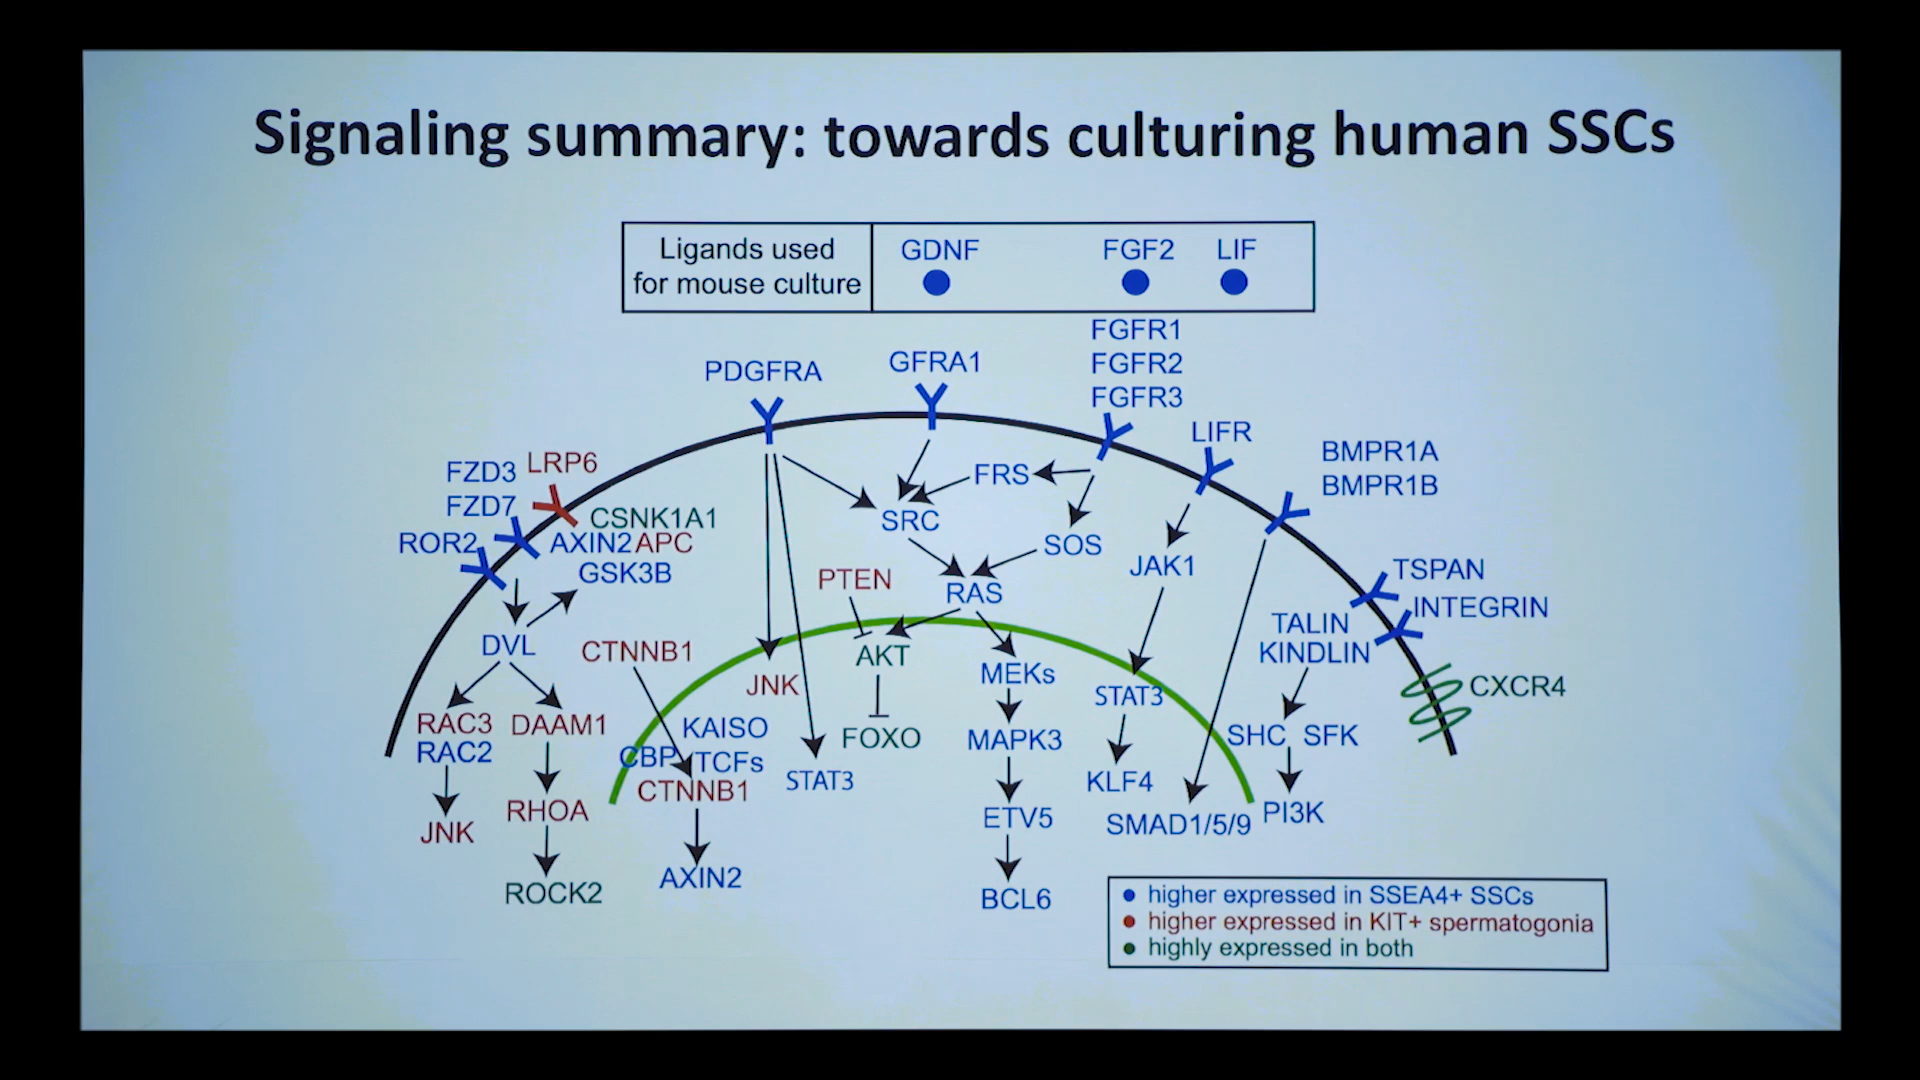 Signaling summary: towards culturing human SSCs
Ligands used
for mouse culture
GDNF
FGF2
LIF
FGFR1
FGFR2
FGFR3
PDGFRA
GFRA1
LIFR
BMPR1A
BMPR1B
FZD3
LRP6
FZD7
ROR2
CSNK1A1
AXIN2 APC
GSK3B
FRS
SRC
SOS
JAK1
TSPAN
INTEGRIN
TALIN
KINDLIN
PTEN
RAS
DVL
CTNNB1
AKT
MEKs
JNK
STAT3
CXCR4
RAC3
RAC2
DAAM1
KAISO
CBP TCFs
CTNNB1
FOXO
MAPK3
SHC SFK
STAT3
KLF4
JNK
RHOA
ETV5
SMAD1/5/9
PI3K
ROCK2
AXIN2
BCL6
higher expressed in SSEA4+ SSCs
higher expressed in KIT+ spermatogonia
highly expressed in both